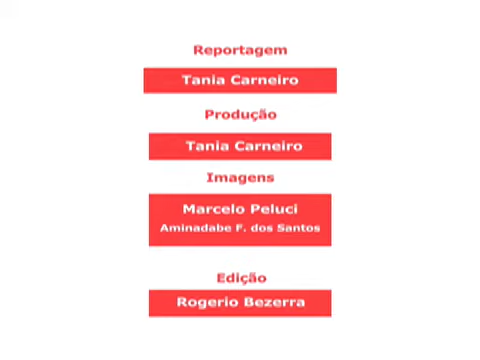 Reportagem
Tania Carneiro
Produção
Tania Carneiro
Imagens
Marcelo Peluci
Aminadabe F. dos Santos
Edição
Rogerio Bezerra